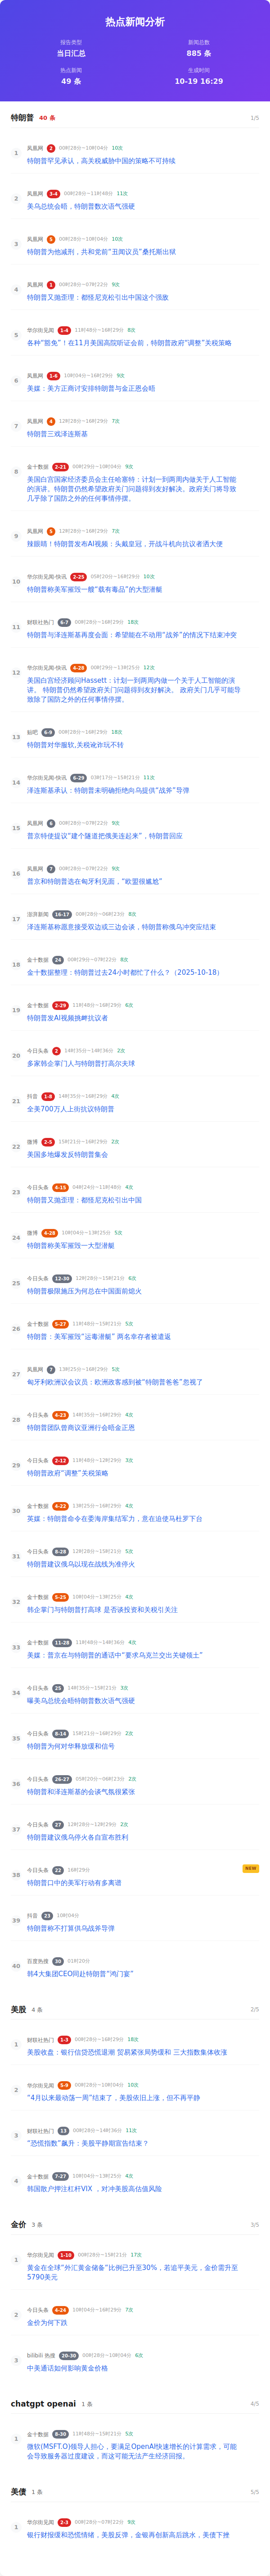 热点新闻分析
报告类型
新闻总数
当日汇总
885 条
热点新闻
生成时间
49 条
10-19 16:29
特朗普 40 条 1/5
1 凤凰网 2 00时28分~10时04分 10次
特朗普罕见承认，高关税威胁中国的策略不可持续
2 凤凰网 3-4 00时28分~11时48分 11次
美乌总统会晤，特朗普数次语气强硬
3 凤凰网 5 00时28分~10时04分 10次
特朗普为他减刑，共和党前“丑闻议员”桑托斯出狱
4 凤凰网 1 00时28分~07时22分 9次
特朗普又抛歪理：都怪尼克松引出中国这个强敌
5 华尔街见闻 1-4 11时48分~16时29分 8次
各种“豁免”！在11月美国高院听证会前，特朗普政府“调整”关税策略
6 凤凰网 1-6 10时04分~16时29分 9次
美媒：美方正商讨安排特朗普与金正恩会晤
7 凤凰网 4 12时28分~16时29分 7次
特朗普三戏泽连斯基
8 金十数据 2-21 00时29分~10时04分 9次
美国白宫国家经济委员会主任哈塞特：计划一到两周内做关于人工智能
的演讲。特朗普仍然希望政府关门问题得到友好解决。政府关门将导致
几乎除了国防之外的任何事情停摆。
9 凤凰网 5 12时28分~16时29分 7次
辣眼睛！特朗普发布AI视频：头戴皇冠，开战斗机向抗议者洒大便
10 华尔街见闻-快讯 2-25 05时20分~16时29分 10次
特朗普称美军摧毁一艘“载有毒品”的大型潜艇
11 财联社热门 6-7 00时28分~16时29分 18次
特朗普与泽连斯基再度会面：希望能在不动用“战斧”的情况下结束冲突
12 华尔街见闻-快讯 4-29 00时29分~13时25分 12次
美国白宫经济顾问Hassett：计划一到两周内做一个关于人工智能的演
讲。 特朗普仍然希望政府关门问题得到友好解决。 政府关门几乎可能导
致除了国防之外的任何事情停摆。
13 贴吧 6-9 00时28分~16时29分 18次
特朗普对华服软,关税讹诈玩不转
14 华尔街见闻-快讯 6-29 03时17分~15时21分 11次
泽连斯基承认：特朗普未明确拒绝向乌提供“战斧”导弹
15 凤凰网 6 00时28分~07时22分 9次
普京特使提议“建个隧道把俄美连起来”，特朗普回应
16 凤凰网 7 00时28分~07时22分 9次
普京和特朗普选在匈牙利见面，“欧盟很尴尬”
17 澎湃新闻 16-17 00时28分~06时23分 8次
泽连斯基称愿意接受双边或三边会谈，特朗普称俄乌冲突应结束
18 金十数据 24 00时29分~07时22分 8次
金十数据整理：特朗普过去24小时都忙了什么？（2025-10-18）
19 金十数据 2-29 11时48分~16时29分 6次
特朗普发AI视频挑衅抗议者
20 今日头条 2 14时35分~14时36分 2次
多家韩企掌门人与特朗普打高尔夫球
21 抖音 1-8 14时35分~16时29分 4次
全美700万人上街抗议特朗普
22 微博 2-5 15时21分~16时29分 2次
美国多地爆发反特朗普集会
23 今日头条 4-15 04时24分~11时48分 4次
特朗普又抛歪理：都怪尼克松引出中国
24 微博 4-28 10时04分~13时25分 5次
特朗普称美军摧毁一大型潜艇
25 今日头条 12-30 12时28分~15时21分 6次
特朗普极限施压为何总在中国面前熄火
26 金十数据 5-27 11时48分~15时21分 5次
特朗普：美军摧毁“运毒潜艇” 两名幸存者被遣返
27 凤凰网 7 13时25分~16时29分 5次
匈牙利欧洲议会议员：欧洲政客感到被“特朗普爸爸”忽视了
28 今日头条 4-23 14时35分~16时29分 4次
特朗普团队曾商议亚洲行会晤金正恩
29 今日头条 2-12 11时48分~12时29分 3次
特朗普政府“调整”关税策略
30 金十数据 4-22 13时25分~16时29分 4次
英媒：特朗普命令在委海岸集结军力，意在迫使马杜罗下台
31 今日头条 8-28 12时28分~15时21分 5次
特朗普建议俄乌以现在战线为准停火
32 金十数据 5-25 10时04分~13时25分 4次
韩企掌门与特朗普打高球 是否谈投资和关税引关注
33 金十数据 11-28 11时48分~14时36分 4次
美媒：普京在与特朗普的通话中“要求乌克兰交出关键领土”
34 今日头条 25 14时35分~15时21分 3次
曝美乌总统会晤特朗普数次语气强硬
35 今日头条 8-14 15时21分~16时29分 2次
特朗普为何对华释放缓和信号
36 今日头条 26-27 05时20分~06时23分 2次
特朗普和泽连斯基的会谈气氛很紧张
37 今日头条 27 12时28分~12时29分 2次
特朗普建议俄乌停火各自宣布胜利
NEW
38 今日头条 22 16时29分
特朗普口中的美军行动有多离谱
39 抖音 23 10时04分
特朗普称不打算供乌战斧导弹
40 百度热搜 30 01时20分
韩4大集团CEO同赴特朗普“鸿门宴”
美股 4 条 2/5
1 财联社热门 1-3 00时28分~16时29分 18次
美股收盘：银行信贷恐慌退潮 贸易紧张局势缓和 三大指数集体收涨
2 华尔街见闻 5-8 00时28分~10时04分 10次
“4月以来最动荡一周”结束了，美股依旧上涨，但不再平静
3 财联社热门 13 00时28分~14时36分 11次
“恐慌指数”飙升：美股平静期宣告结束？
4 金十数据 7-27 10时04分~13时25分 4次
韩国散户押注杠杆VIX ，对冲美股高估值风险
金价 3 条 3/5
1 华尔街见闻 1-10 00时28分~15时21分 17次
黄金在全球“外汇黄金储备”比例已升至30%，若追平美元，金价需升至
5790美元
2 今日头条 4-24 10时04分~16时29分 7次
金价为何下跌
3 bilibili 热搜 20-30 00时28分~10时04分 6次
中美通话如何影响黄金价格
chatgpt openai 1 条 4/5
1 金十数据 8-30 11时48分~15时21分 5次
微软(MSFT.O)领导人担心，要满足OpenAI快速增长的计算需求，可能
会导致服务器过度建设，而这可能无法产生经济回报。
美债 1 条 5/5
1 华尔街见闻 2-3 00时28分~07时22分 9次
银行财报缓和恐慌情绪，美股反弹，金银再创新高后跳水，美债下挫